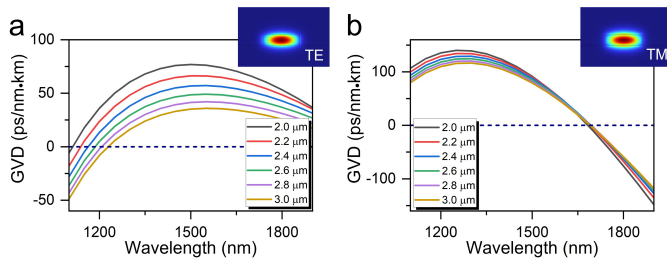 a
TE
GVD (ps/nm•km)
100
50
0
-50
2.0 μm
2.2 μm
2.4 μm
2.6 μm
2.8 μm
3.0 μm
1200
1500
1800
Wavelength (nm)
b
TM
GVD (ps/nm•km)
100
0
-100
2.0 μm
2.2 μm
2.4 μm
2.6 μm
2.8 μm
3.0 μm
1200
1500
1800
Wavelength (nm)